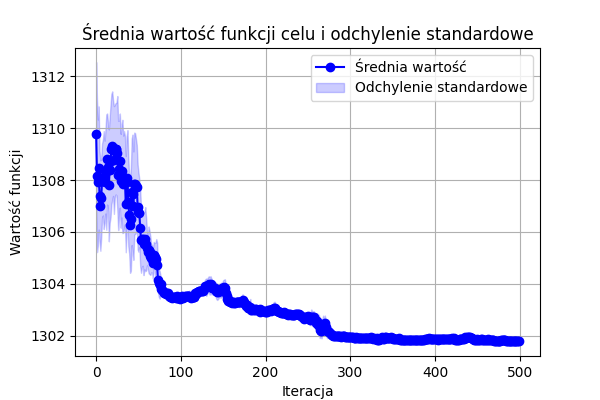 Średnia wartość funkcji celu i odchylenie standardowe
Średnia wartość
Odchylenie standardowe
Wartość funkcji
1312
1310
1308
1306
1304
1302
0 100 200 300 400 500
Iteracja